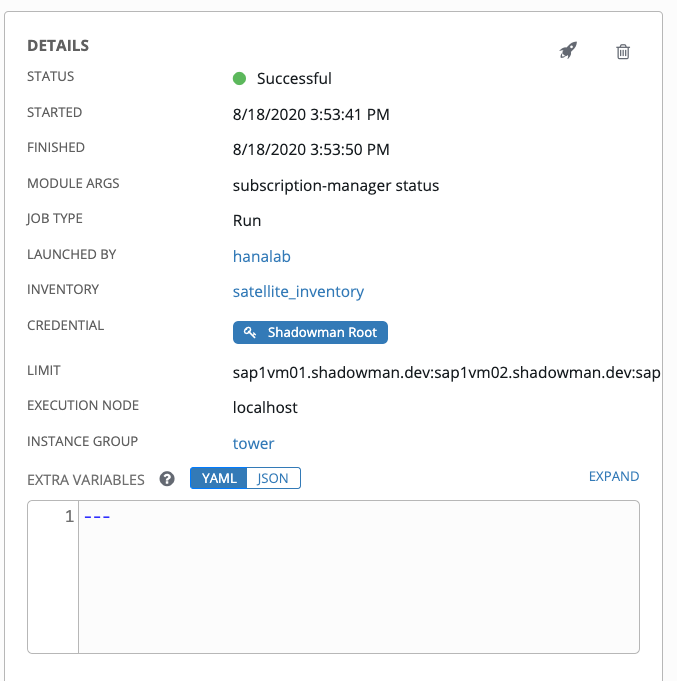 DETAILS
STATUS Successful
STARTED 8/18/2020 3:53:41 PM
FINISHED 8/18/2020 3:53:50 PM
MODULE ARGS subscription-manager status
JOB TYPE Run
LAUNCHED BY hanalab
INVENTORY satellite_inventory
CREDENTIAL Shadowman Root
LIMIT sap1vm01.shadowman.dev:sap1vm02.shadowman.dev:sap
EXECUTION NODE localhost
INSTANCE GROUP tower
EXTRA VARIABLES ? YAML JSON EXPAND
1 ---